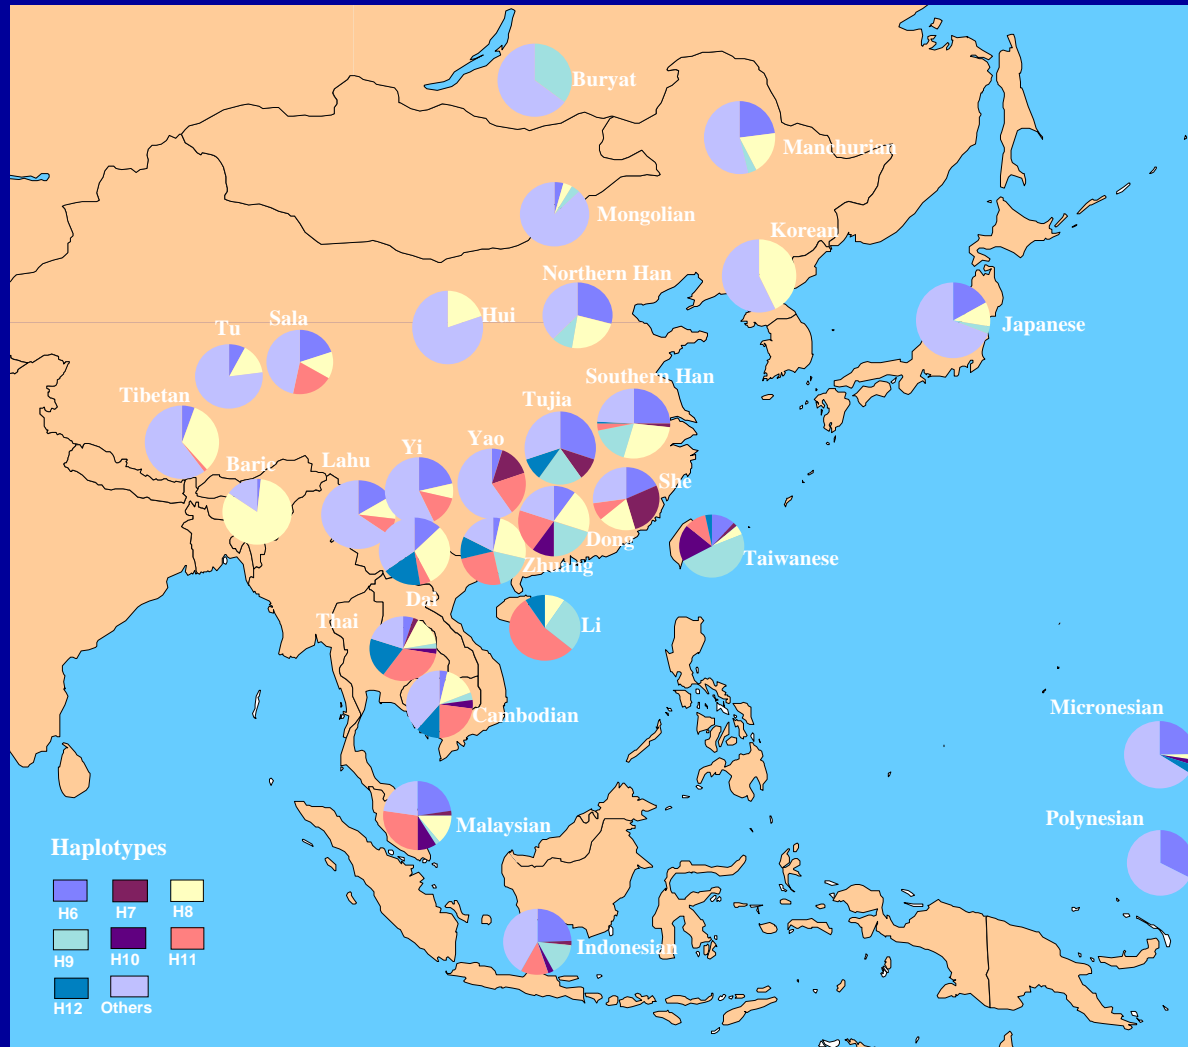 Buryat
Manchurian
Mongolian
Korean
Northern Han
Hui
Japanese
Tu
Sala
Tibetan
Southern Han
Tujia
Yao
Yi
Baric
Lahu
She
Dong
Zhuang
Taiwanese
Dai
Thai
Li
Cambodian
Micronesian
Malaysian
Polynesian
Indonesian
Haplotypes
H6
H7
H8
H9
H10
H11
H12
Others